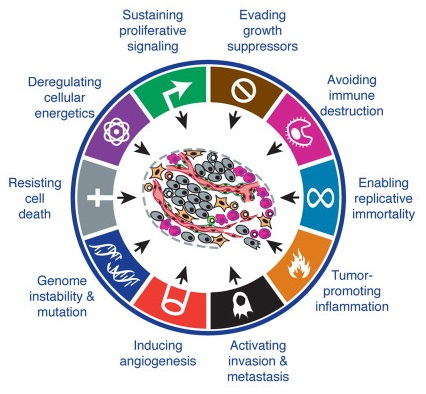 Sustaining
proliferative
signaling
Evading
growth
suppressors
Avoiding
immune
destruction
Enabling
replicative
immortality
Tumor-
promoting
inflammation
Activating
invasion &
metastasis
Inducing
angiogenesis
Genome
instability &
mutation
Resisting
cell
death
Deregulating
cellular
energetics